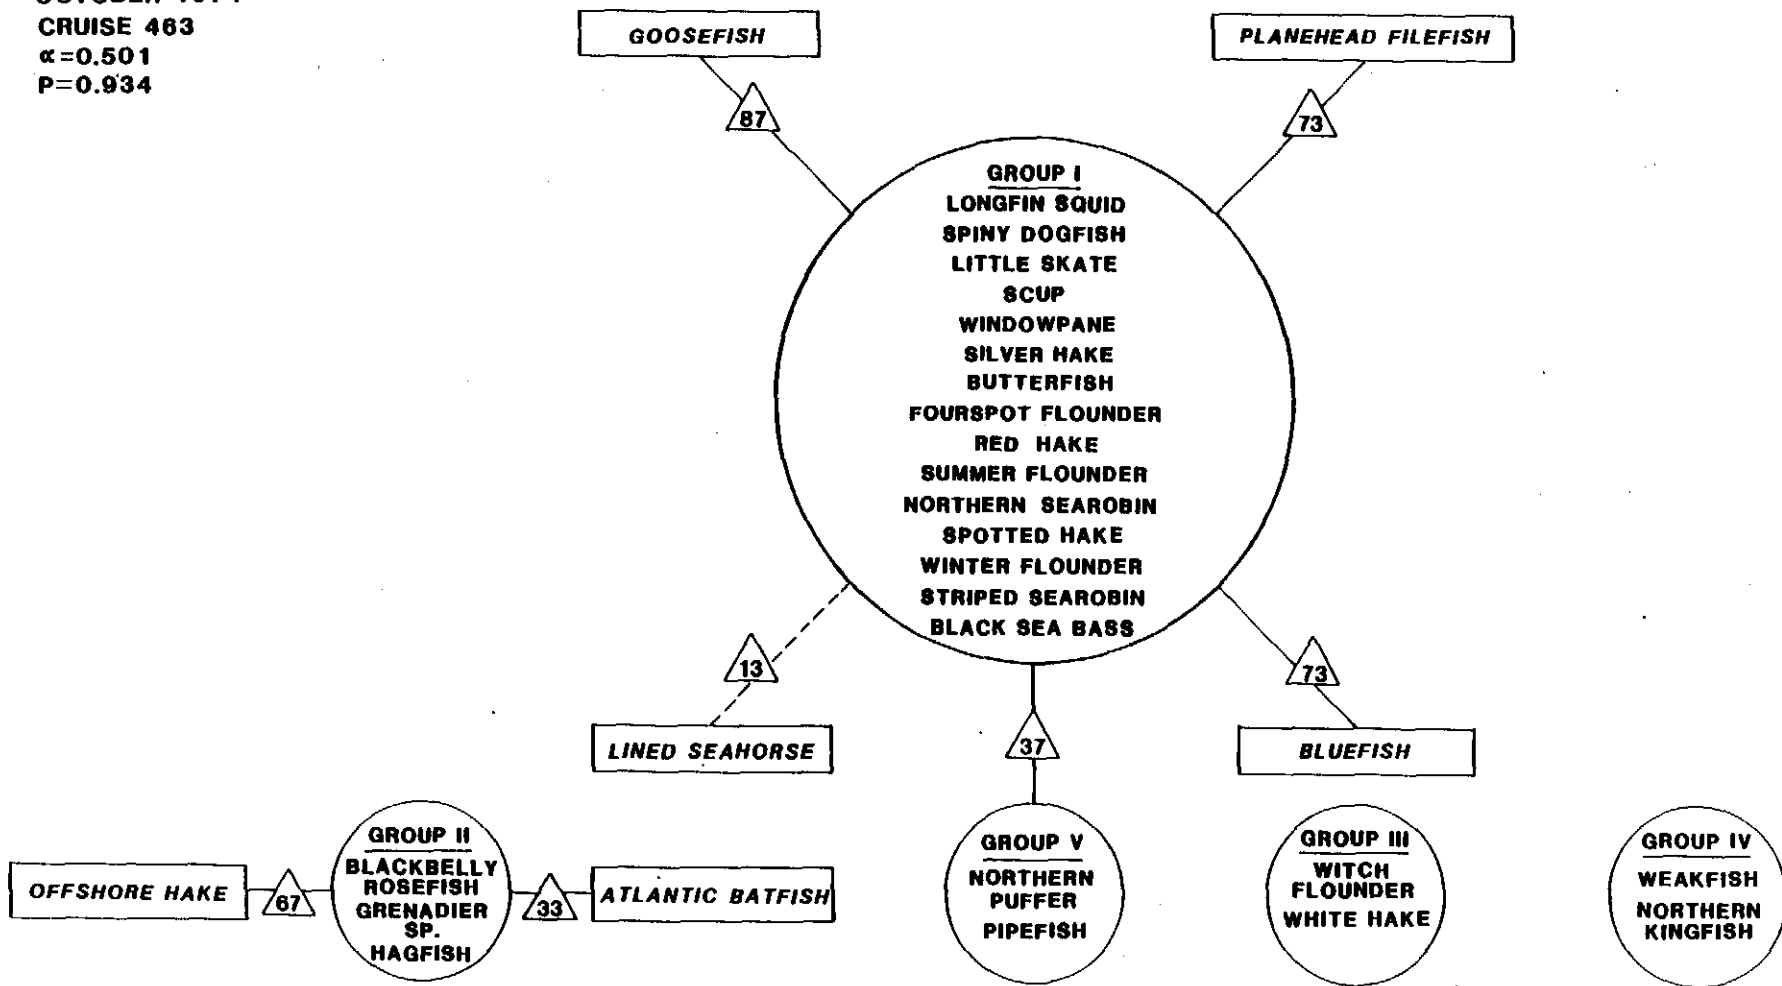 CRUISE 463
α=0.501
P=0.934
GOOSEFISH
PLANEHEAD FILEFISH
87
73
GROUP I
LONGFIN SQUID
SPINY DOGFISH
LITTLE SKATE
SCUP
WINDOWPANE
SILVER HAKE
BUTTERFISH
FOURSPOT FLOUNDER
RED HAKE
SUMMER FLOUNDER
NORTHERN SEAROBIN
SPOTTED HAKE
WINTER FLOUNDER
STRIPED SEAROBIN
BLACK SEA BASS
13
73
37
LINED SEAHORSE
BLUEFISH
OFFSHORE HAKE
67
GROUP II
BLACKBELLY
ROSEFISH
GRENADIER
SP.
HAGFISH
33
ATLANTIC BATFISH
GROUP V
NORTHERN
PUFFER
PIPEFISH
GROUP III
WITCH
FLOUNDER
WHITE HAKE
GROUP IV
WEAKFISH
NORTHERN
KINGFISH